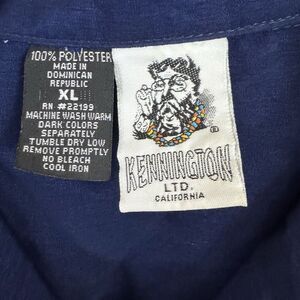 100% POLYESTER
MADE IN
DOMINICAN
REPUBLIC
XL
RN #22199
MACHINE WASH WARM
DARK COLORS
SEPARATELY
TUMBLE DRY LOW
REMOVE PROMPTLY
NO BLEACH
COOL IRON
®
KENNINGTON
LTD.
CALIFORNIA